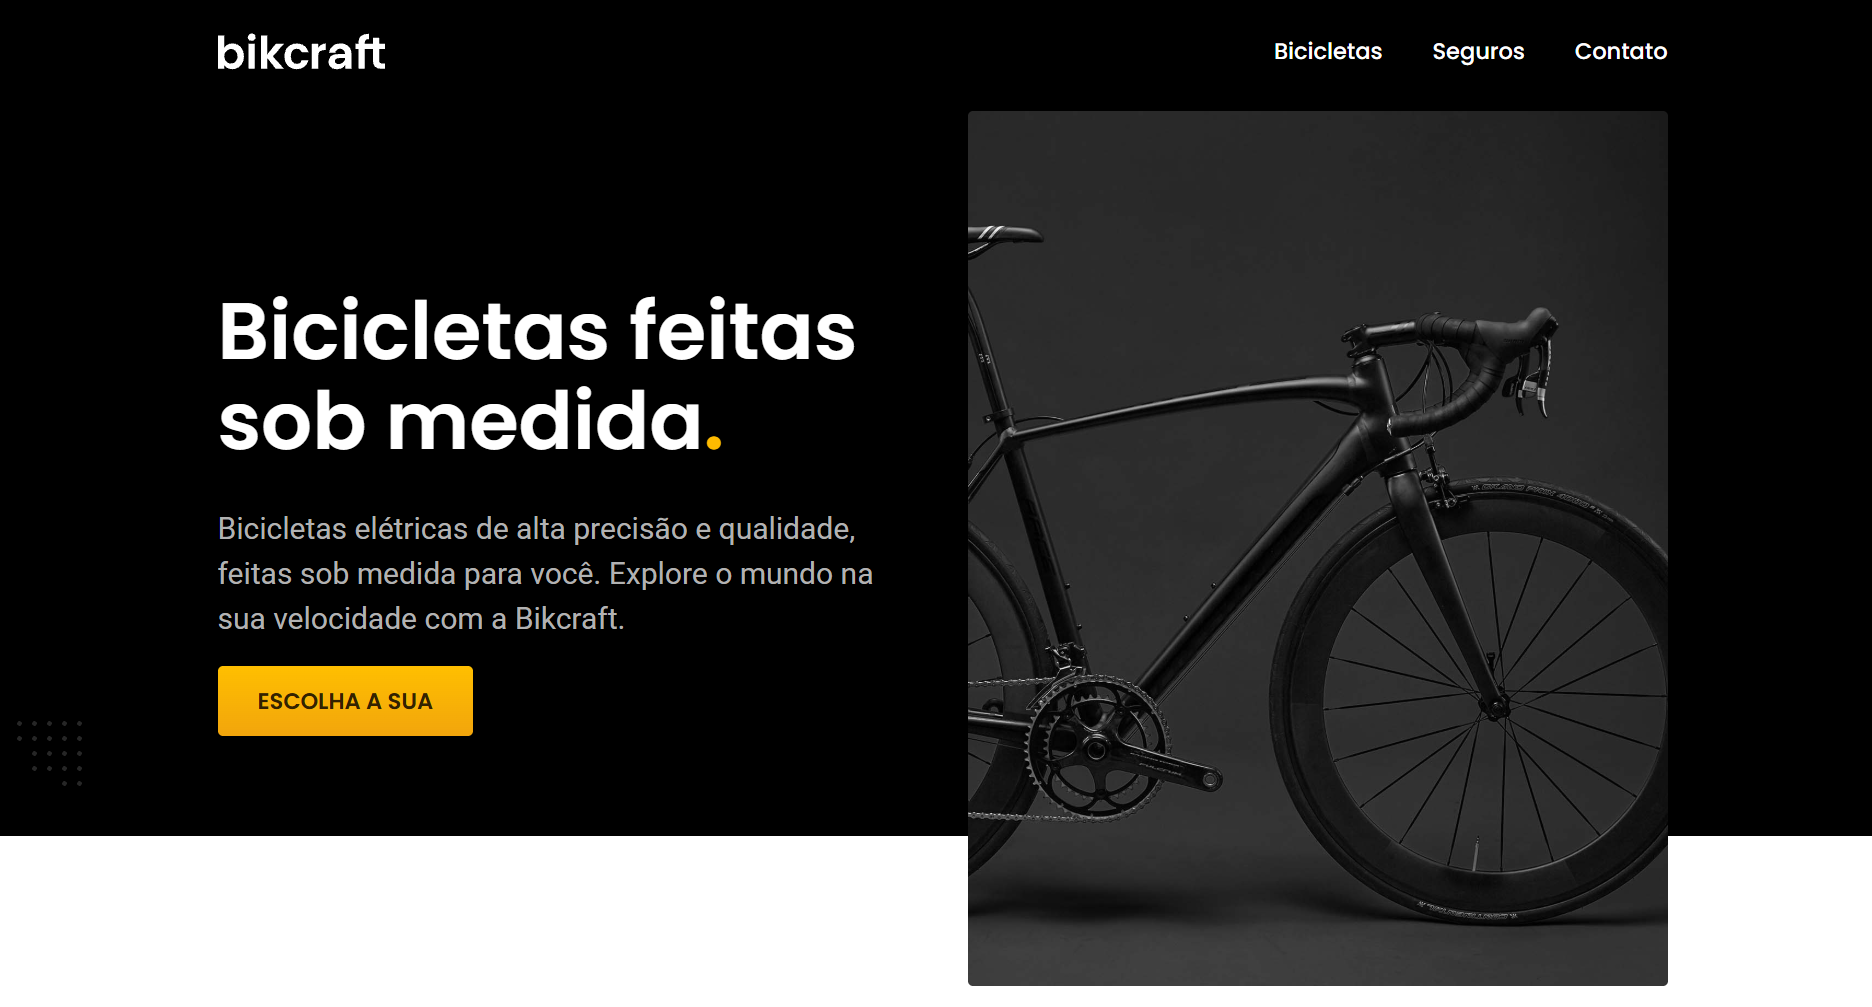 bikcraft
Bicicletas Seguros Contato
Bicicletas feitas
sob medida.
Bicicletas elétricas de alta precisão e qualidade,
feitas sob medida para você. Explore o mundo na
sua velocidade com a Bikcraft.
ESCOLHA A SUA